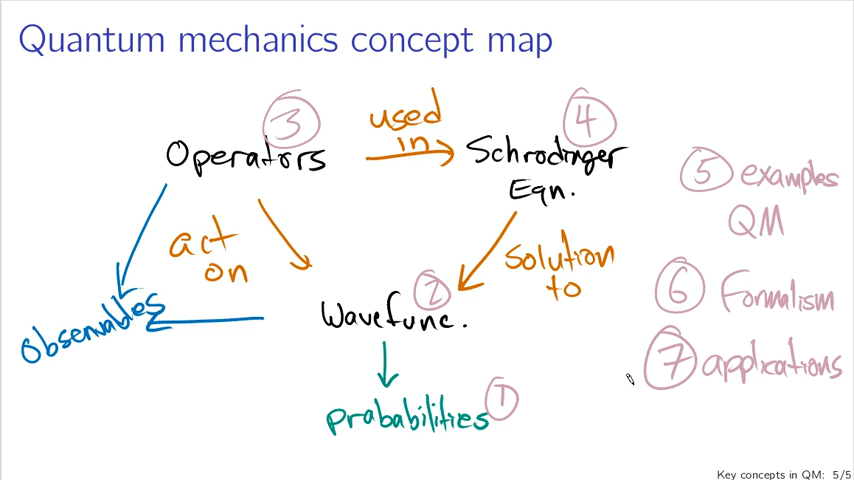 Quantum mechanics concept map
3
used
in
4
Operators
Schrodinger
Eqn.
5 examples
QM
act
on
solution
to
2
Wavefunc.
observables
6 Formalism
7 applications
1
probabilities
Key concepts in QM: 5/5